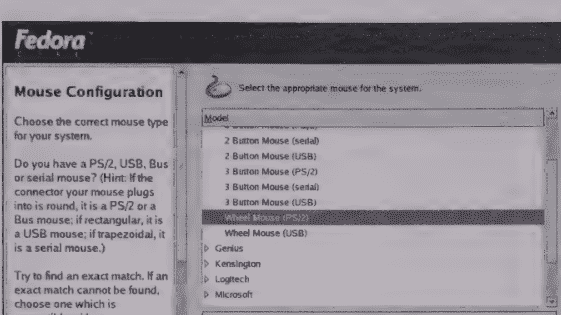 Fedora
CORE
Mouse Configuration
Choose the correct mouse type
for your system.
Do you have a PS/2, USB, Bus
or serial mouse? (Hint: If the
connector your mouse plugs
into is round, it is a PS/2 or a
Bus mouse; if rectangular, it is
a USB mouse; if trapezoidal, it
is a serial mouse.)
Try to find an exact match. If an
exact match cannot be found,
choose one which is
Select the appropriate mouse for the system.
Model
2 Button Mouse (serial)
2 Button Mouse (USB)
3 Button Mouse (PS/2)
3 Button Mouse (serial)
3 Button Mouse (USB)
Wheel Mouse (PS/2)
Wheel Mouse (USB)
Genius
Kensington
Logitech
Microsoft